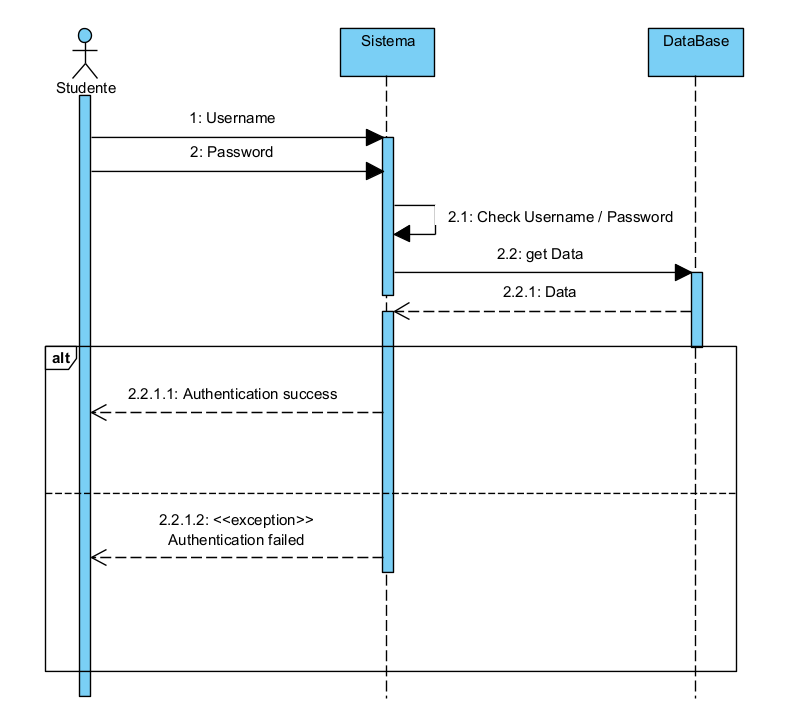 Sistema
DataBase
Studente
1: Username
2: Password
2.1: Check Username / Password
2.2: get Data
2.2.1: Data
alt
2.2.1.1: Authentication success
2.2.1.2: <<exception>>
Authentication failed